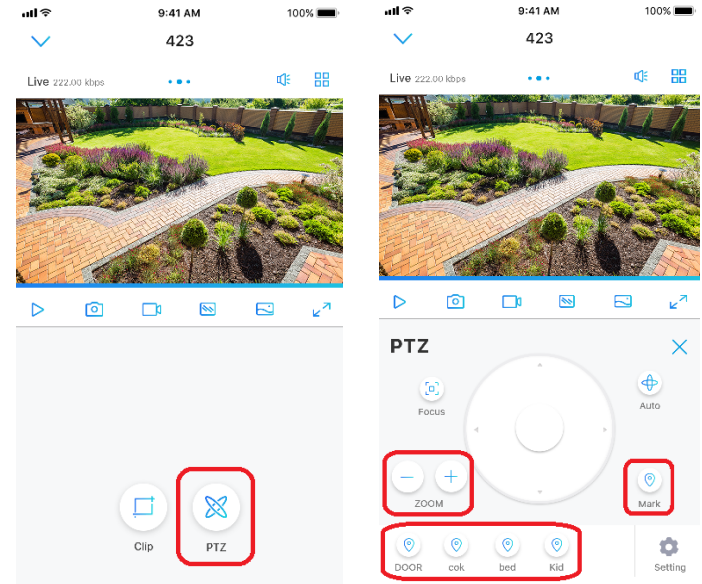 9:41 AM 100%
423
Live 222.00 kbps
Clip PTZ
9:41 AM 100%
423
Live 222.00 kbps
PTZ
Focus Auto
ZOOM Mark
DOOR cok bed Kid Setting